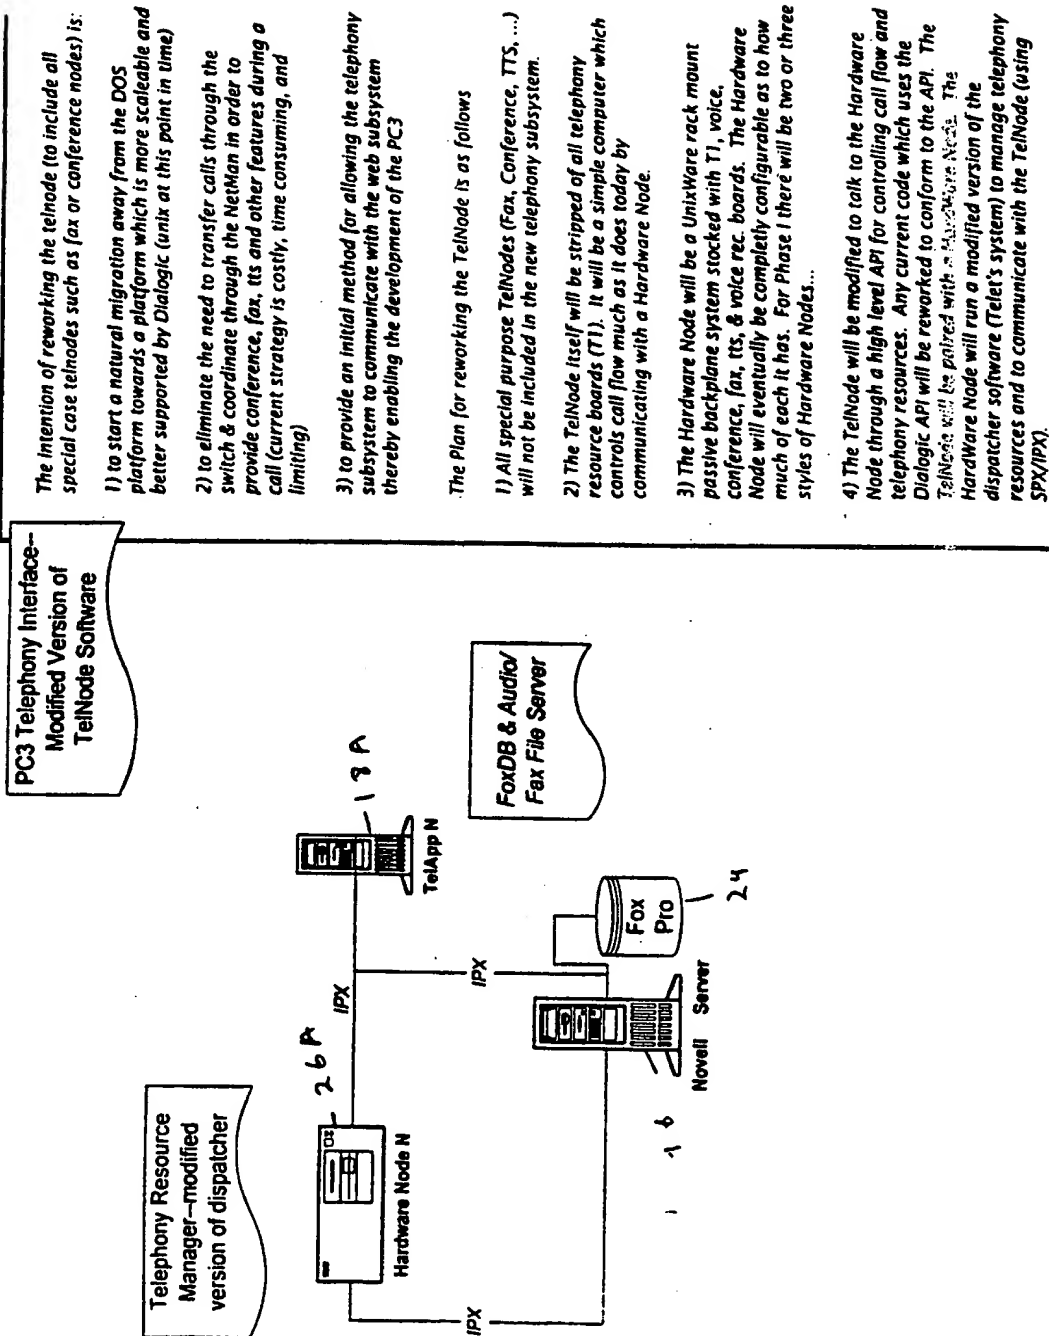 PC3 Telephony Interface--
Modified Version of
TelNode Software
The Intention of reworking the telnode (to include all
special case telnodes such as fax or conference nodes) is:
1) to start a natural migration away from the DOS
platform towards a platform which is more scaleable and
better supported by Dialogic (unix at this point in time)
2) to eliminate the need to transfer calls through the
switch & coordinate through the NetMan in order to
provide conference, fax, tts and other features during a
call (current strategy is costly, time consuming, and
limiting)
3) to provide an initial method for allowing the telephony
subsystem to communicate with the web subsystem
thereby enabling the development of the PC3
The Plan for reworking the TelNode is as follows
1) All special purpose TelNodes (Fax, Conference, TTS, ...)
will not be included in the new telephony subsystem.
2) The TelNode itself will be stripped of all telephony
resource boards (T1). It will be a simple computer which
controls call flow much as it does today by
communicating with a Hardware Node.
3) The Hardware Node will be a UnixWare rack mount
passive backplane system stocked with T1, voice,
conference, fax, tts, & voice rec. boards. The Hardware
Node will eventually be completly configurable as to how
much of each it has. For Phase I there will be two or three
styles of Hardware Nodes...
4) The TelNode will be modified to talk to the Hardware
Node through a high level API for controlling call flow and
telephony resources. Any current code which uses the
Dialogic API will be reworked to conform to the API. The
TelNode will be paired with a HardWare Node. The
HardWare Node will run a modified version of the
dispatcher software (Telet's system) to manage telephony
resources and to communicate with the TelNode (using
SPX/IPX).
Telephony Resource
Manager--modified
version of dispatcher
26A
Hardware Node N
IPX
18A
TelApp N
IPX
IPX
FoxDB & Audio/
Fax File Server
Fox
Pro
24
Novell Server